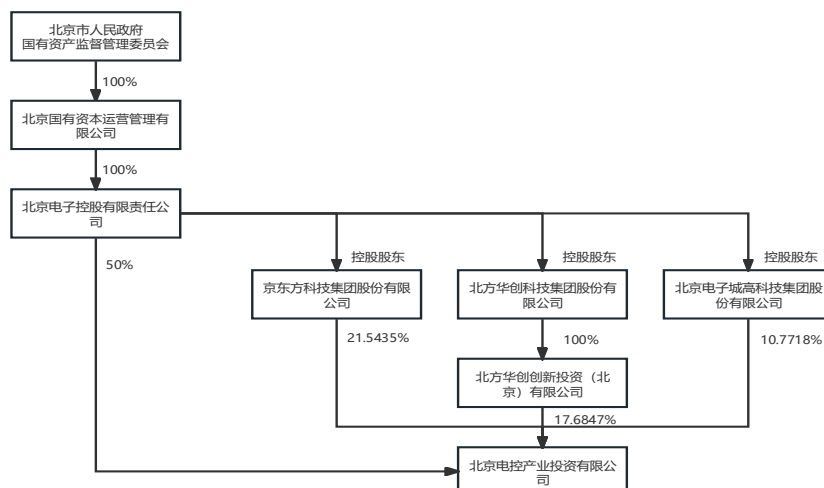 北京市人民政府
国有资产监督管理委员会
100%
北京国有资本运营管理有
限公司
100%
北京电子控股有限责任公
司
50%
控股股东
控股股东
控股股东
京东方科技集团股份有限
公司
北方华创科技集团股份有
限公司
北京电子城高科技集团股
份有限公司
21.5435%
100%
10.7718%
北方华创创新投资（北
京）有限公司
17.6847%
北京电控产业投资有限公
司